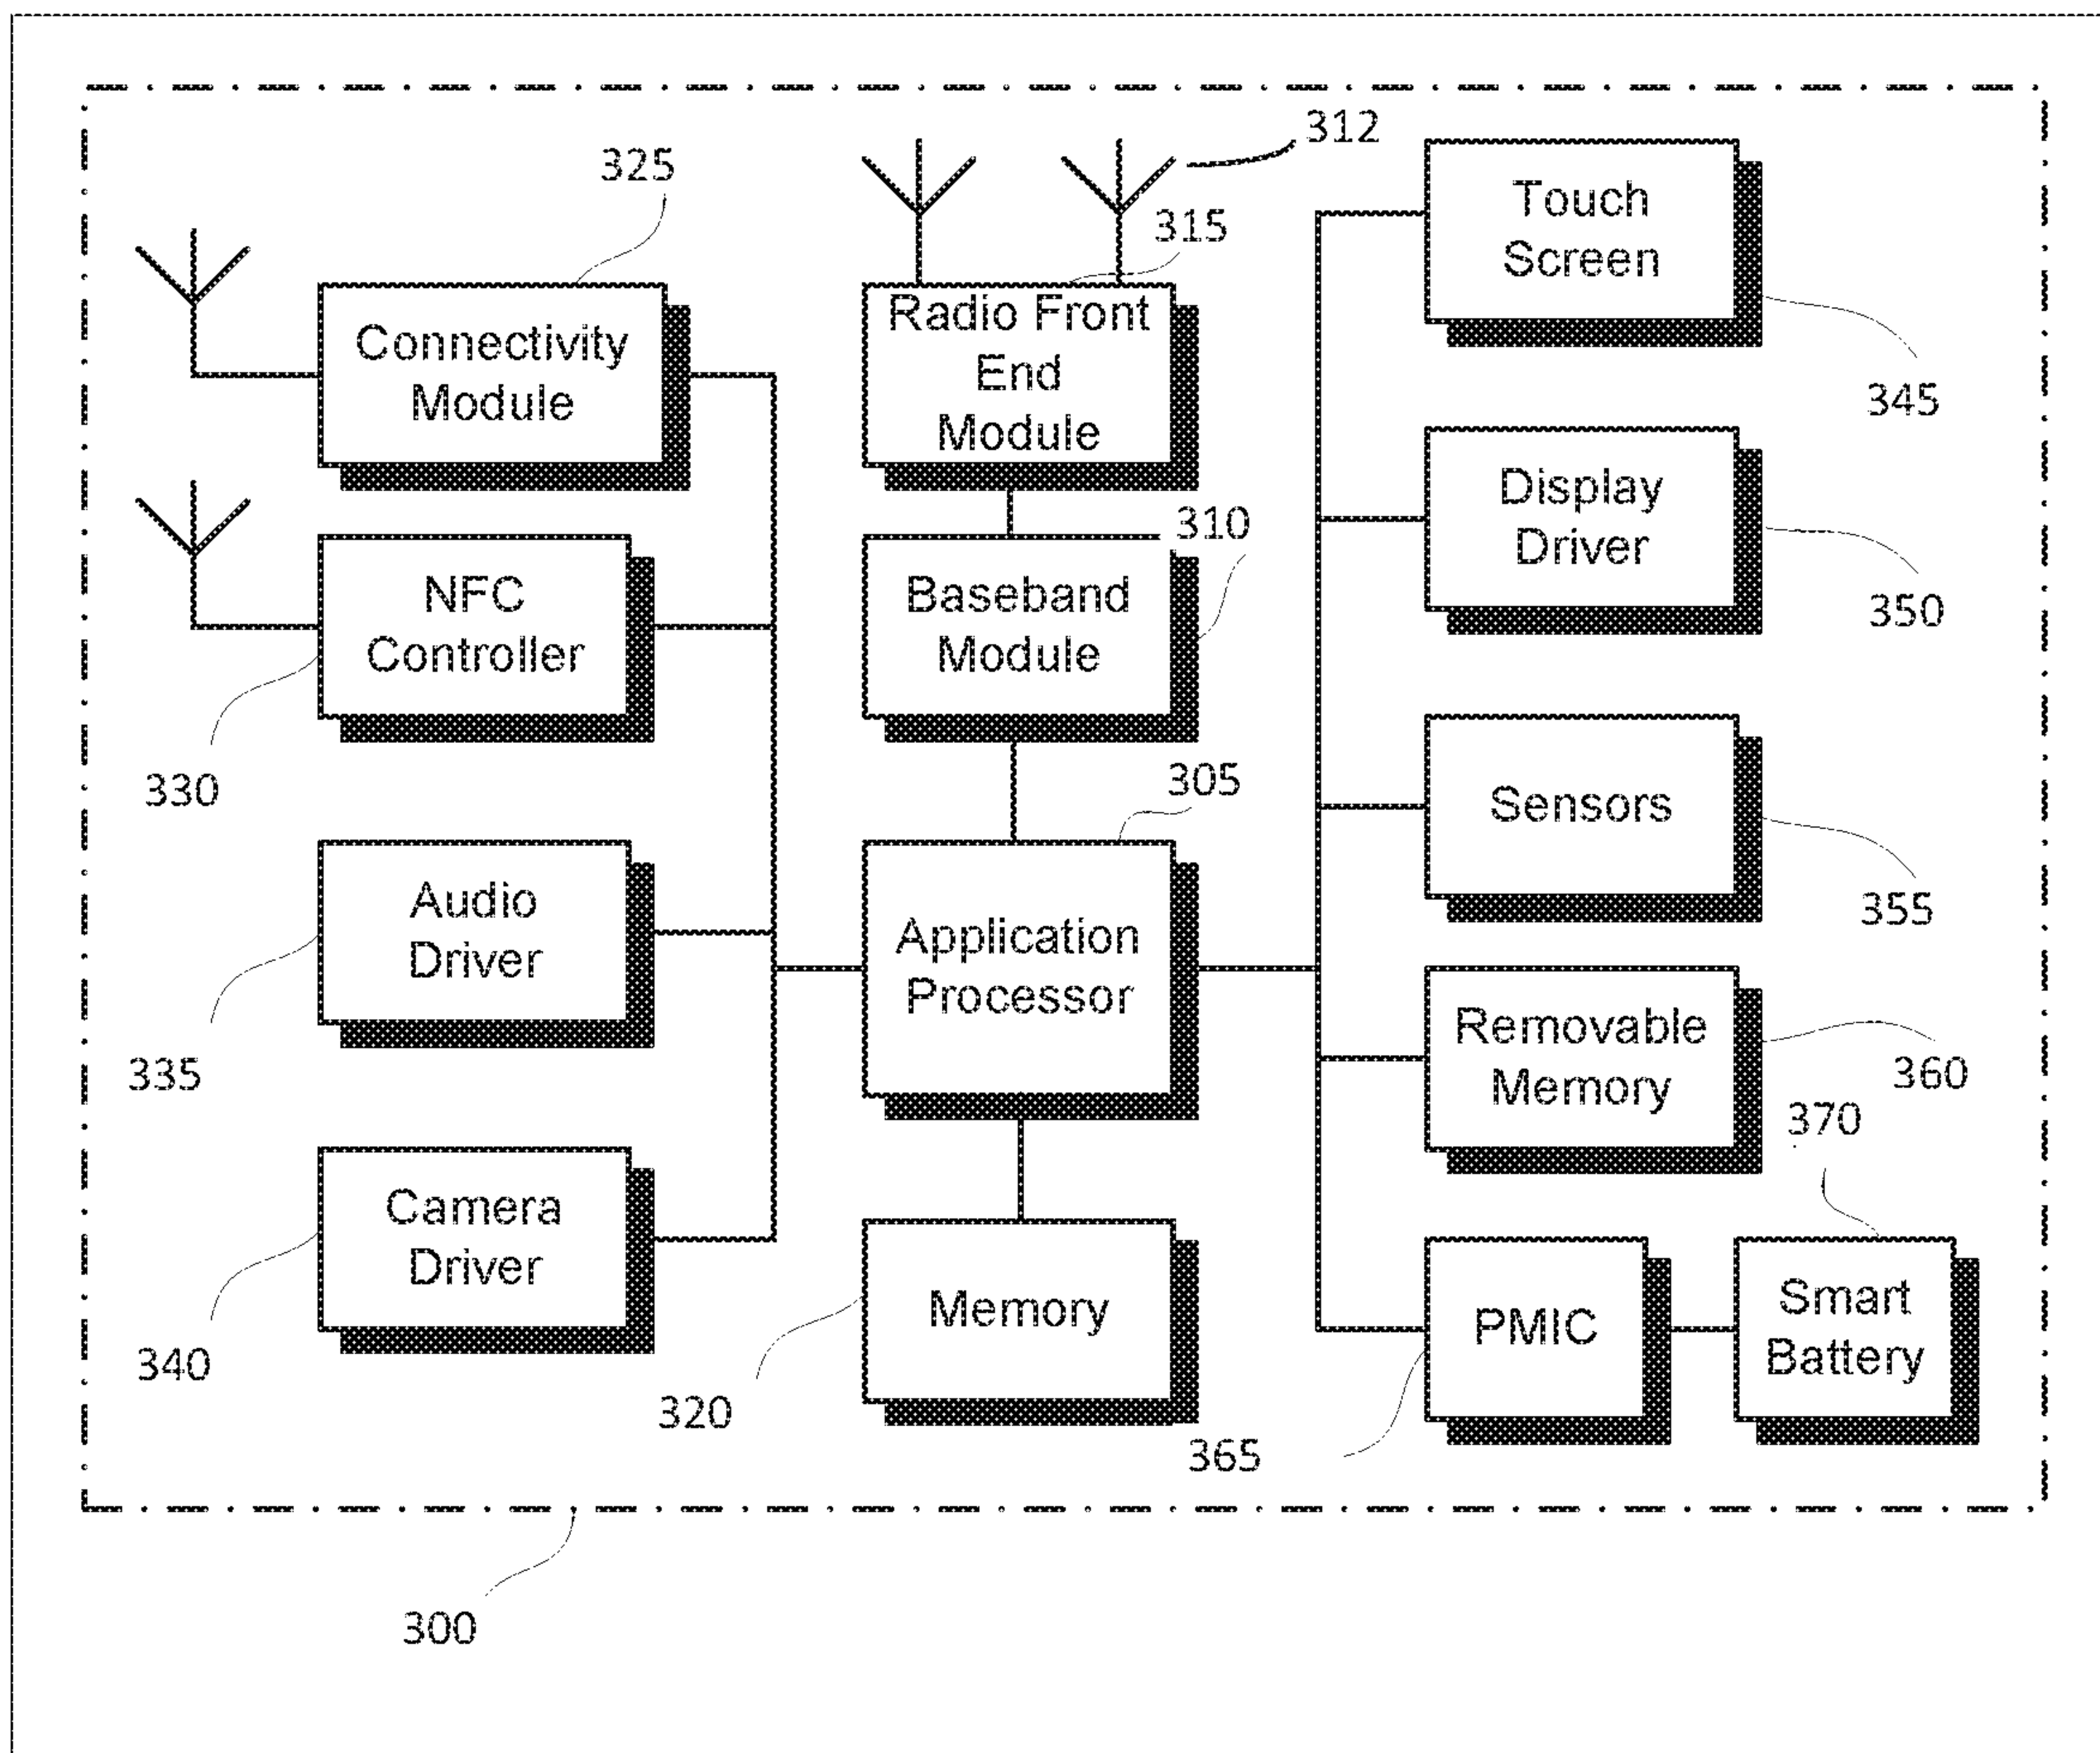 312
325
315
Touch
Screen
Connectivity
Module
Radio Front
End
Module
345
310
Display
Driver
350
NFC
Controller
Baseband
Module
330
305
Sensors
355
Audio
Driver
Application
Processor
Removable
Memory
335
360
370
Camera
Driver
Memory
PMIC
Smart
Battery
340
320
365
300